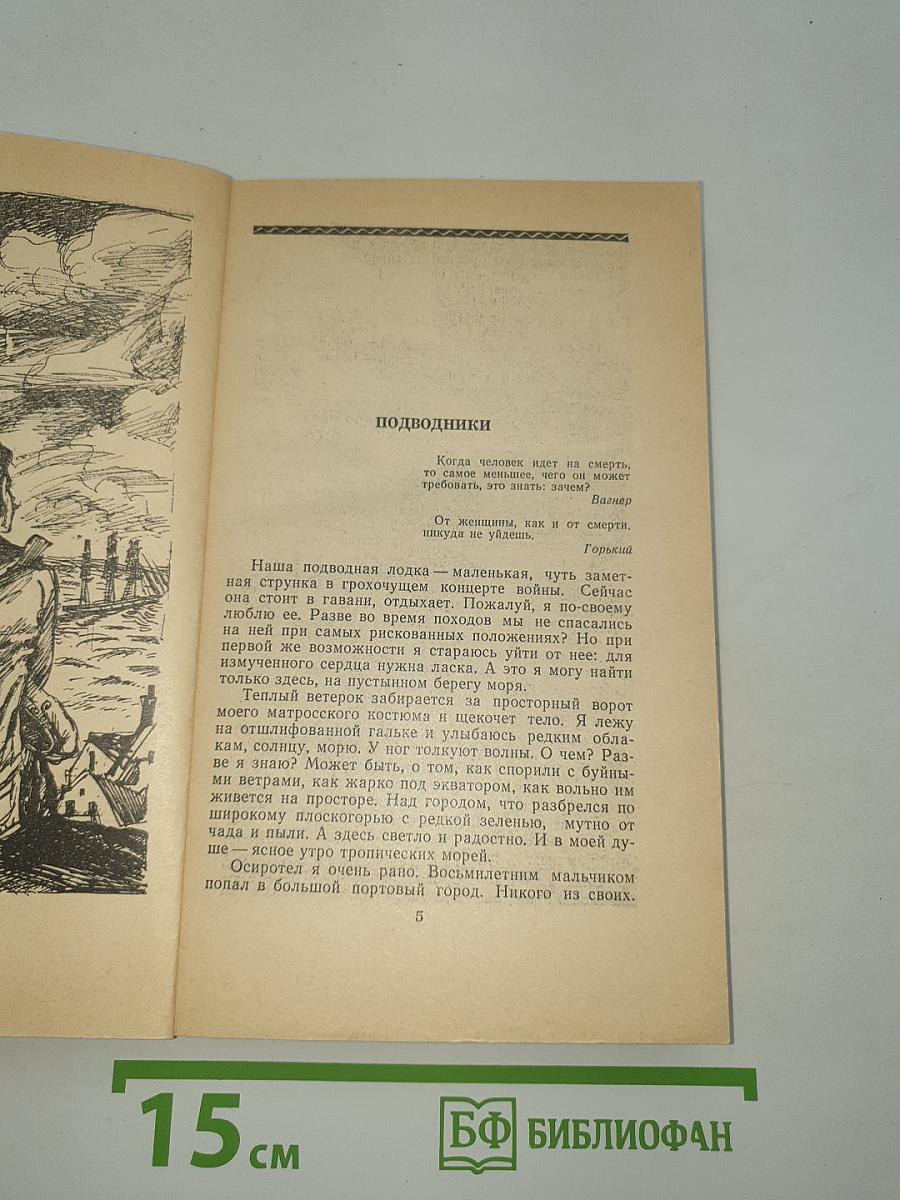 ПОДВОДНИКИ
Когда человек идет на смерть,
то самое меньшее, чего он может
требовать, это знать: зачем?
Вагнер
От женщины, как и от смерти,
никуда не уйдешь.
Горький
Наша подводная лодка — маленькая, чуть замет-
ная струнка в грохочущем концерте войны. Сейчас
она стоит в гавани, отдыхает. Пожалуй, я по-своему
люблю ее. Разве во время походов мы не спасались
на ней при самых рискованных положениях? Но при
первой же возможности я стараюсь уйти от нее: для
измученного сердца нужна ласка. А это я могу найти
только здесь, на пустынном берегу моря.
Теплый ветерок забирается за просторный ворот
моего матросского костюма и щекочет тело. Я лежу
на отшлифованной гальке и улыбаюсь редким обла-
кам, солнцу, морю. У ног толкуют волны. О чем? Раз-
ве я знаю? Может быть, о том, как спорили с буйны-
ми ветрами, как жарко под экватором, как вольно им
живется на просторе. Над городом, что разбрелся по
широкому плоскогорью с редкой зеленью, мутно от
чада и пыли. А здесь светло и радостно. И в моей ду-
ше — ясное утро тропических морей.
Осиротел я очень рано. Восьмилетним мальчиком
попал в большой портовый город. Никого из своих.
5
15 см
БФ БИБЛИОФАН